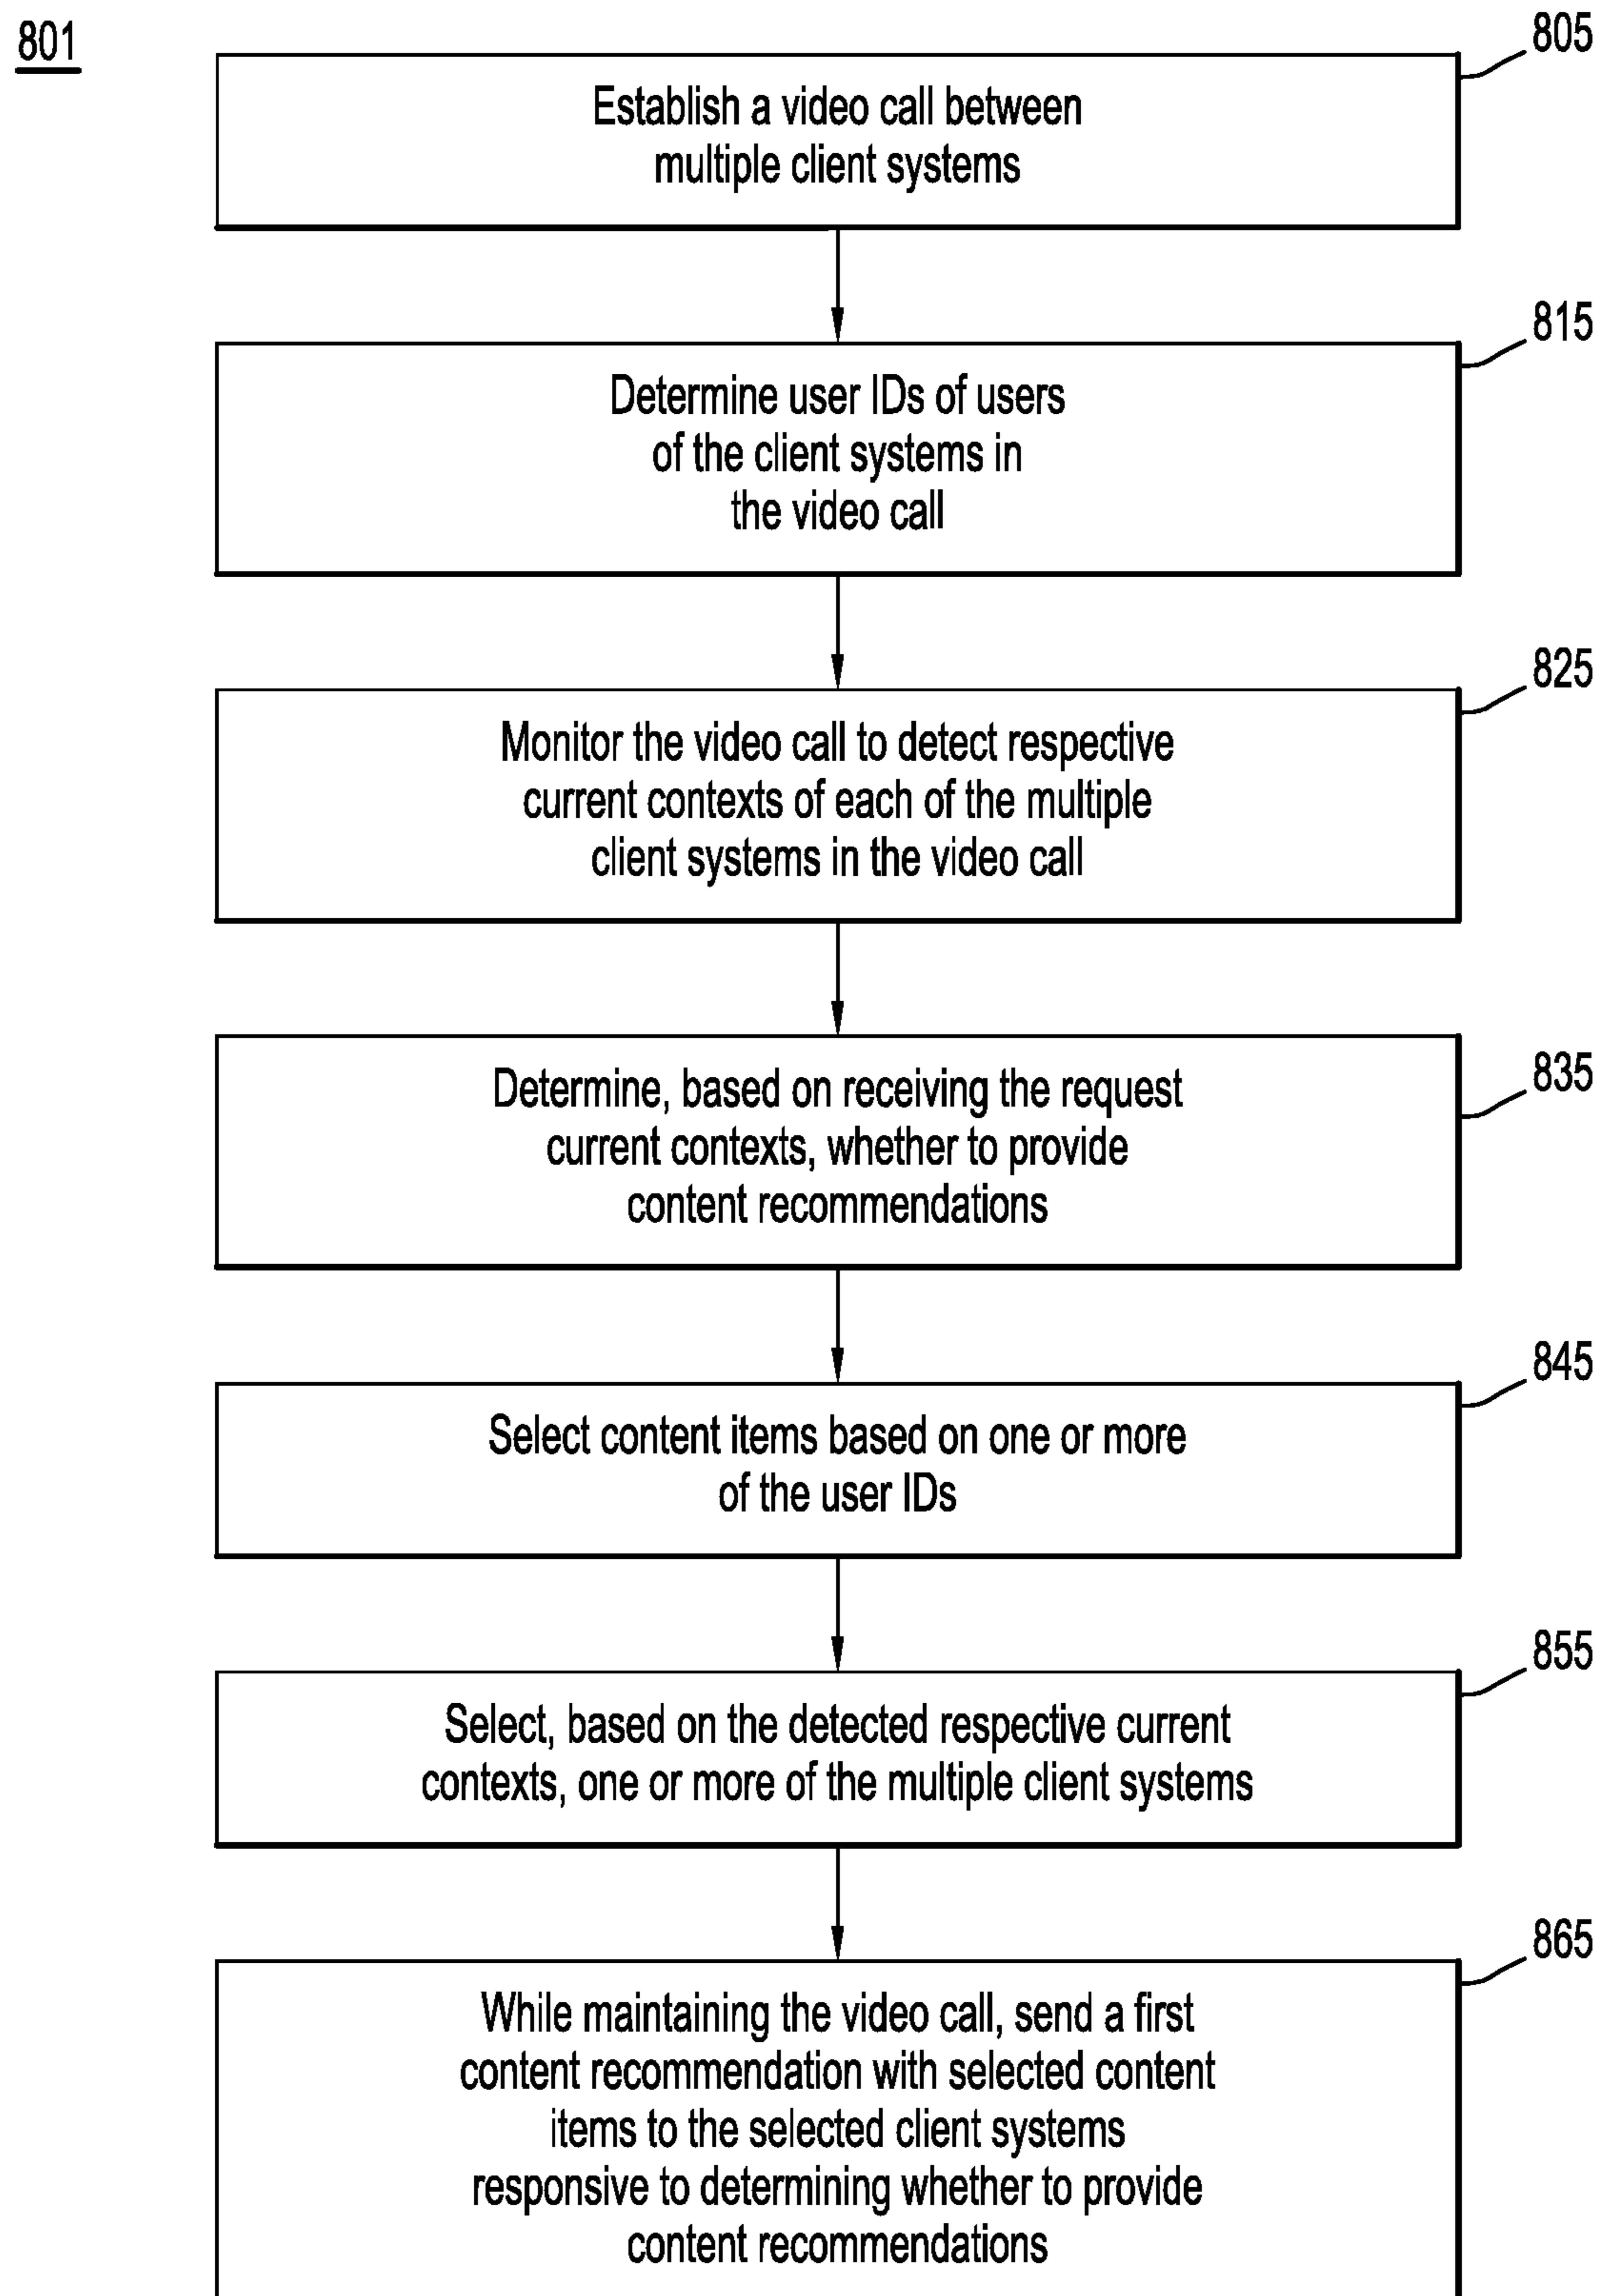 801
805
Establish a video call between
multiple client systems
815
Determine user IDs of users
of the client systems in
the video call
825
Monitor the video call to detect respective
current contexts of each of the multiple
client systems in the video call
835
Determine, based on receiving the request
current contexts, whether to provide
content recommendations
845
Select content items based on one or more
of the user IDs
855
Select, based on the detected respective current
contexts, one or more of the multiple client systems
865
While maintaining the video call, send a first
content recommendation with selected content
items to the selected client systems
responsive to determining whether to provide
content recommendations